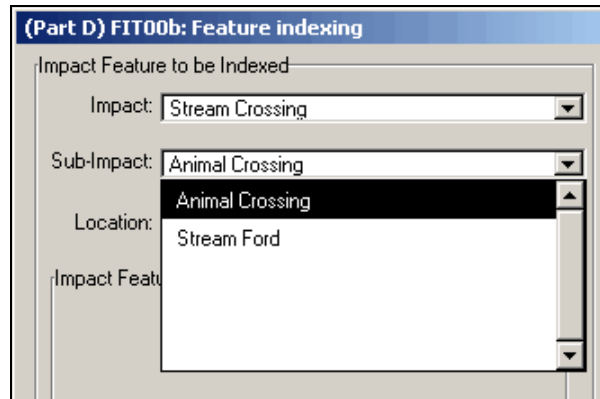 (Part D) FIT00b: Feature indexing
Impact Feature to be Indexed
Impact: Stream Crossing
Sub-Impact: Animal Crossing
Animal Crossing
Location:
Stream Ford
Impact Featu